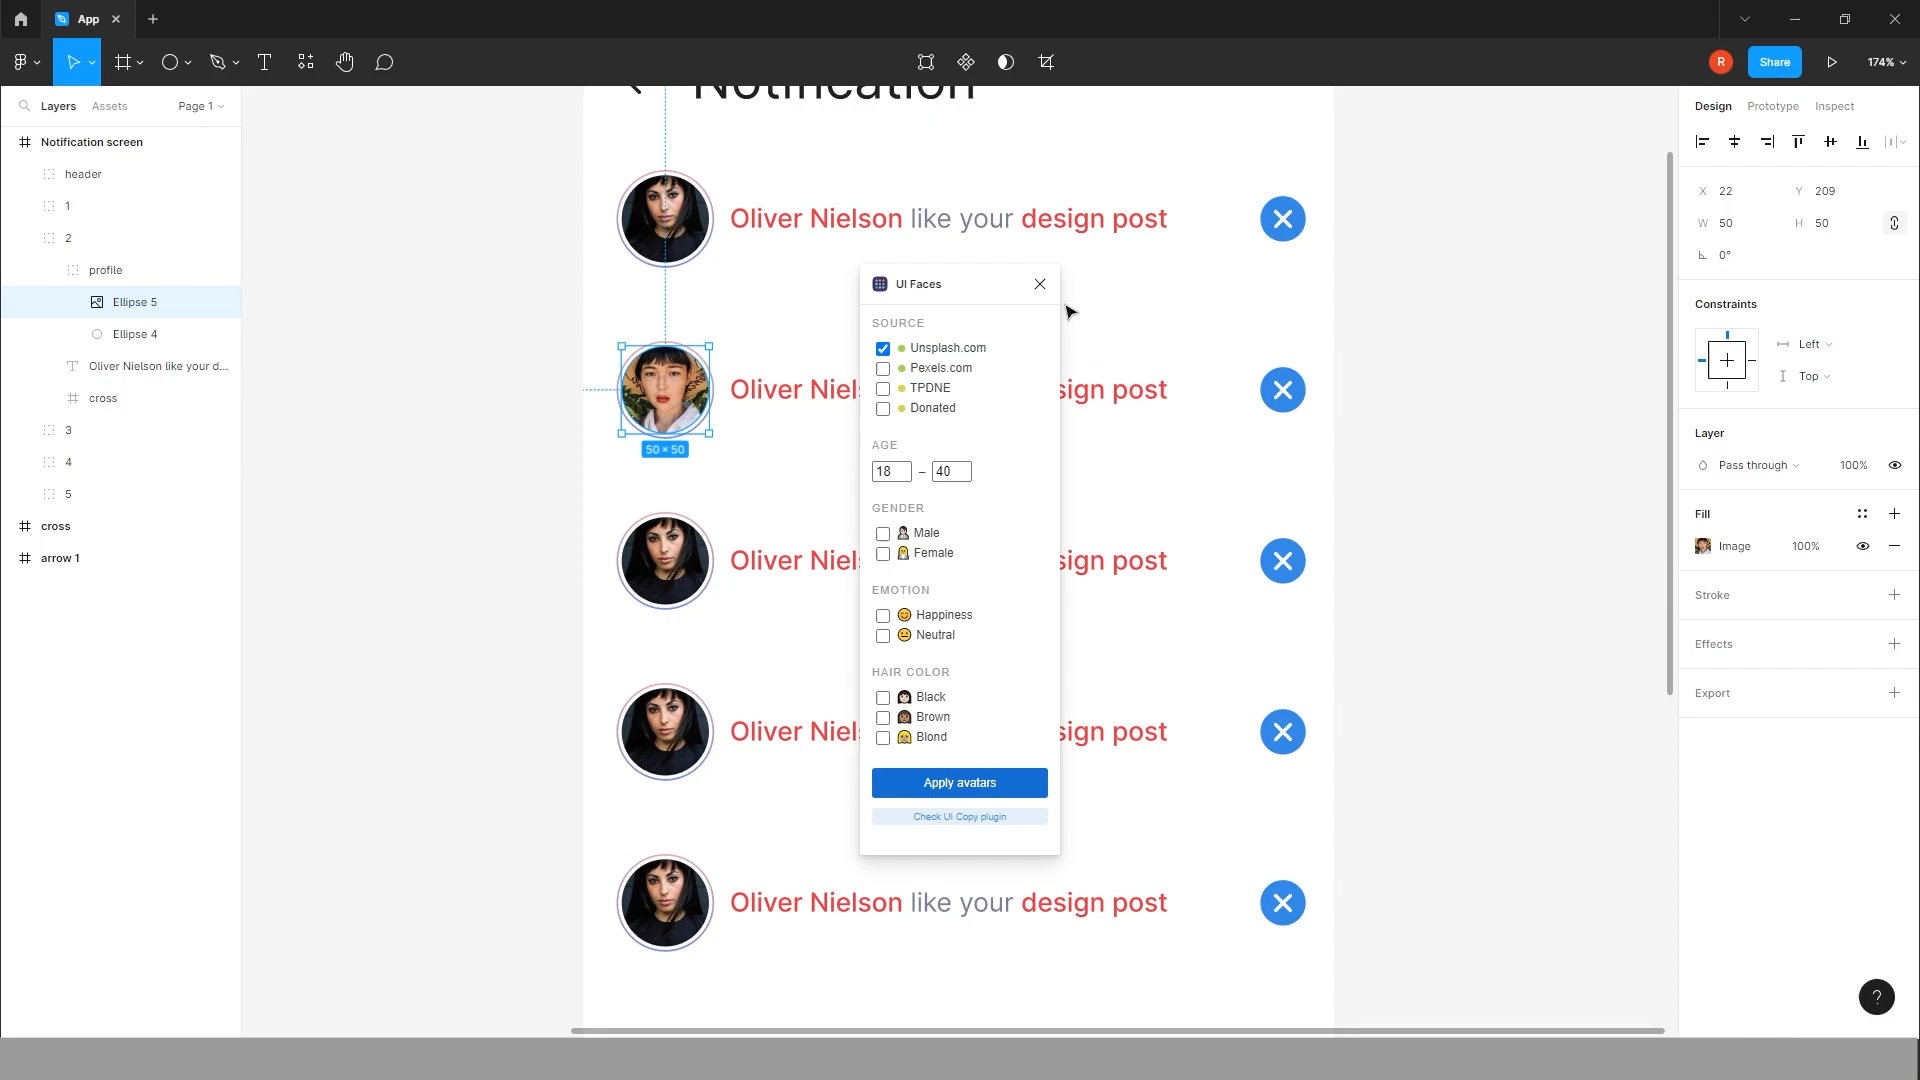 App
R
Share
174%
Layers
Assets
Page 1
Notification screen
header
1
2
profile
Ellipse 5
Ellipse 4
Oliver Nielson like your d...
cross
3
4
5
cross
arrow 1
Notification
Oliver Nielson like your design post
Oliver Niels
sign post
50 × 50
Oliver Niels
sign post
Oliver Niels
sign post
Oliver Nielson like your design post
UI Faces
SOURCE
Unsplash.com
Pexels.com
TPDNE
Donated
AGE
18 – 40
GENDER
Male
Female
EMOTION
Happiness
Neutral
HAIR COLOR
Black
Brown
Blond
Apply avatars
Check UI Copy plugin
Design
Prototype
Inspect
X 22
Y 209
W 50
H 50
0°
Constraints
Left
Top
Layer
Pass through
100%
Fill
Image
100%
Stroke
Effects
Export
?